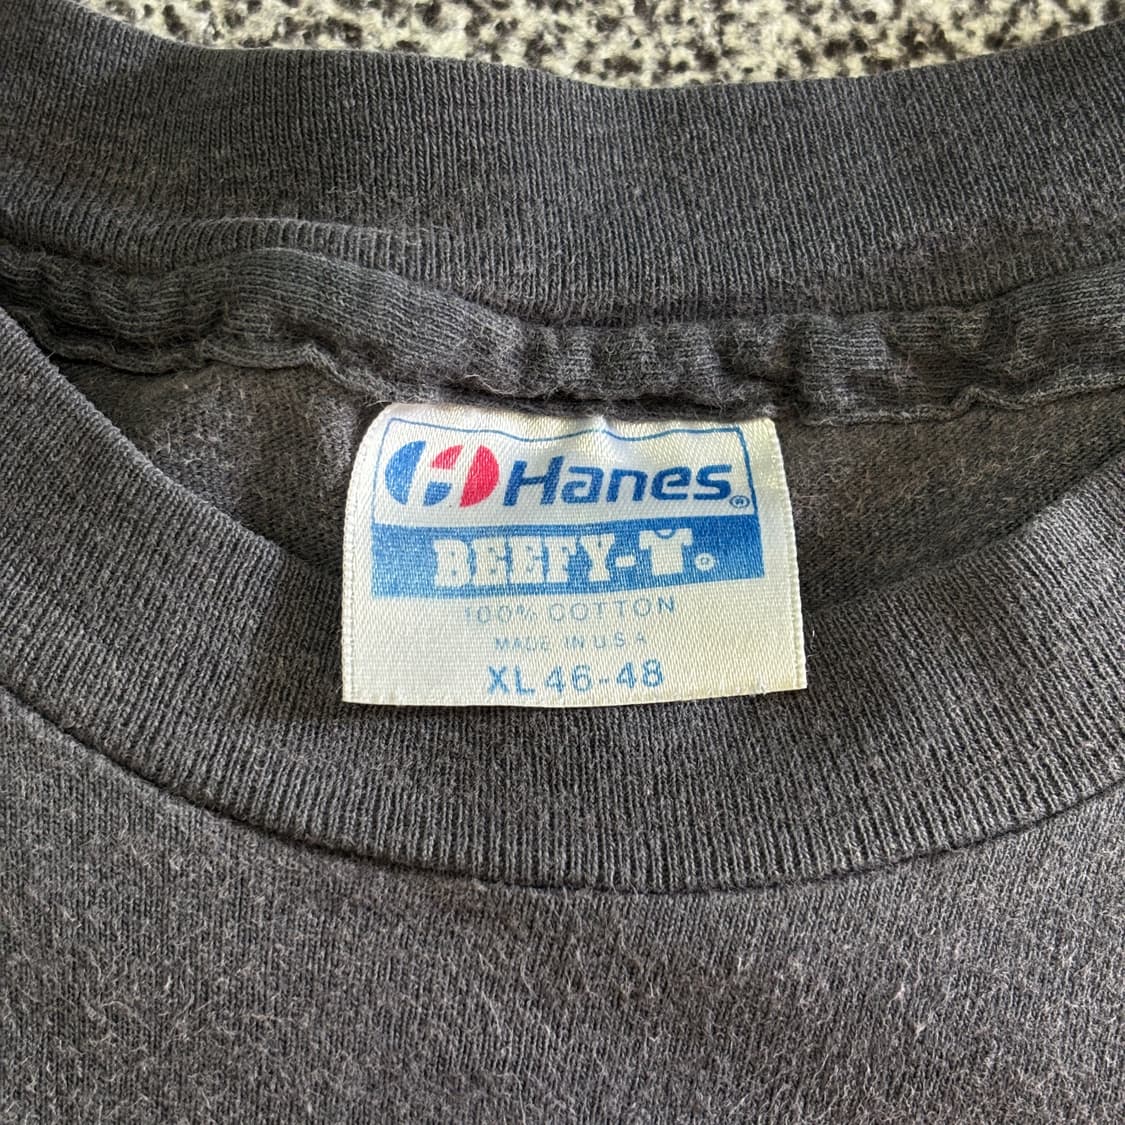 H Hanes®
BEEFY-T®
100% COTTON
MADE IN U.S.A
XL 46-48